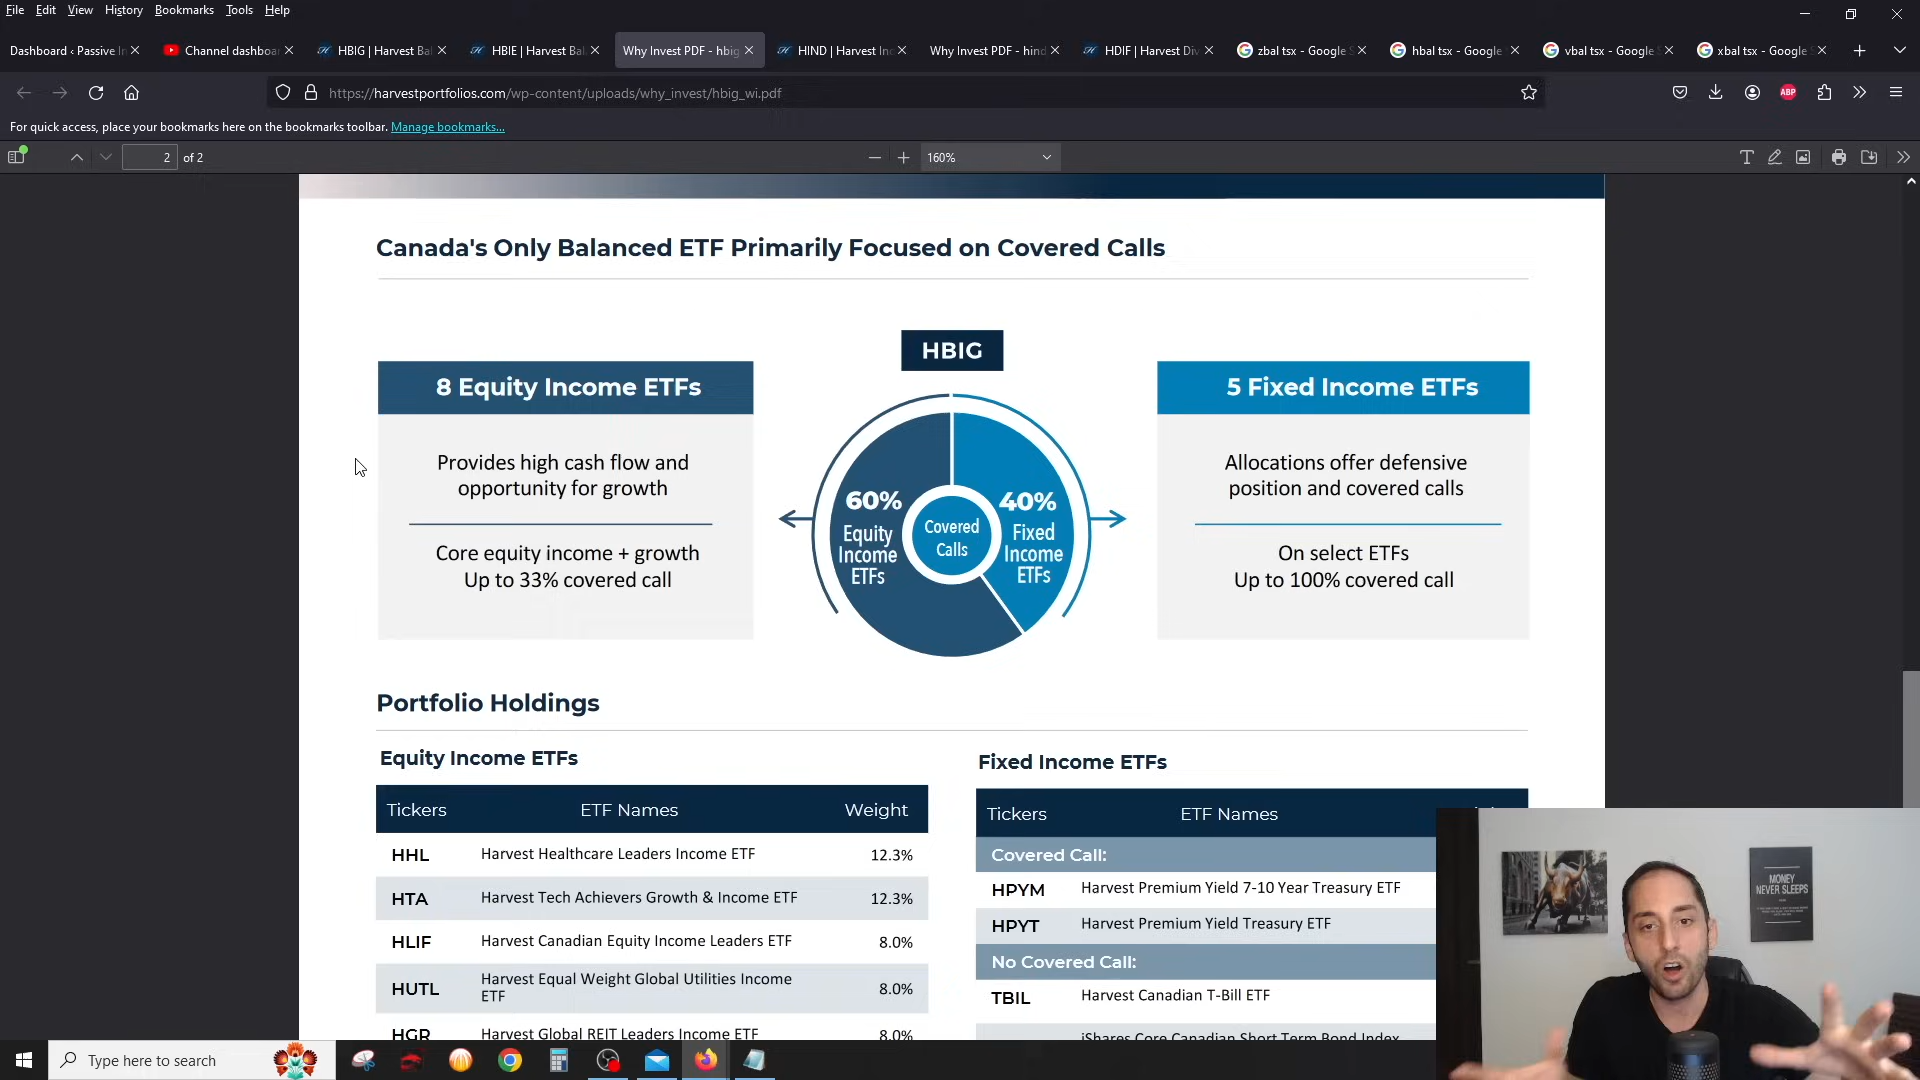 File Edit View History Bookmarks Tools Help
Dashboard ‹ Passive I
Channel dashboa
HBIG | Harvest Ba
HBIE | Harvest Ba
Why Invest PDF - hbig
HIND | Harvest In
Why Invest PDF - hind
HDIF | Harvest Div
zbal tsx - Google
hbal tsx - Google
vbal tsx - Google
xbal tsx - Google
https://harvestportfolios.com/wp-content/uploads/why_invest/hbig_wi.pdf
ABP
For quick access, place your bookmarks here on the bookmarks toolbar. Manage bookmarks...
2 of 2
160%
Canada's Only Balanced ETF Primarily Focused on Covered Calls
HBIG
8 Equity Income ETFs
Provides high cash flow and
opportunity for growth
Core equity income + growth
Up to 33% covered call
60%
Equity
Income
ETFs
Covered
Calls
40%
Fixed
Income
ETFs
5 Fixed Income ETFs
Allocations offer defensive
position and covered calls
On select ETFs
Up to 100% covered call
Portfolio Holdings
Equity Income ETFs
Tickers ETF Names Weight
HHL Harvest Healthcare Leaders Income ETF 12.3%
HTA Harvest Tech Achievers Growth & Income ETF 12.3%
HLIF Harvest Canadian Equity Income Leaders ETF 8.0%
HUTL Harvest Equal Weight Global Utilities Income
ETF 8.0%
HGR Harvest Global REIT Leaders Income ETF 8.0%
Fixed Income ETFs
Tickers ETF Names
Covered Call:
HPYM Harvest Premium Yield 7-10 Year Treasury ETF
HPYT Harvest Premium Yield Treasury ETF
No Covered Call:
TBIL Harvest Canadian T-Bill ETF
iShares Core Canadian Short Term Bond Index
MONEY
NEVER SLEEPS
Type here to search